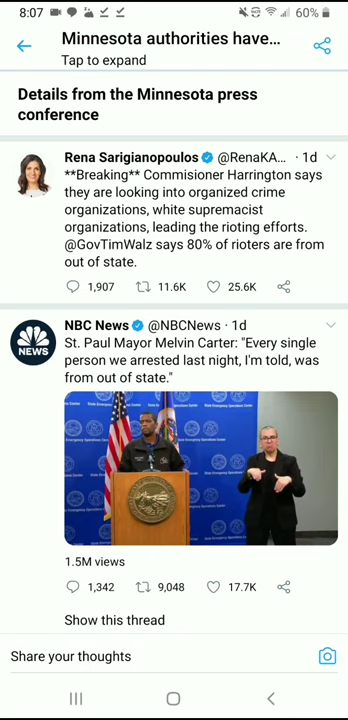 8:07
60%
Minnesota authorities have...
Tap to expand
Details from the Minnesota press
conference
Rena Sarigianopoulos @RenaKA... · 1d
**Breaking** Commisioner Harrington says
they are looking into organized crime
organizations, white supremacist
organizations, leading the rioting efforts.
@GovTimWalz says 80% of rioters are from
out of state.
1,907 11.6K 25.6K
NBC News @NBCNews · 1d
St. Paul Mayor Melvin Carter: "Every single
person we arrested last night, I'm told, was
from out of state."
NEWS
State Emergency Operations Center
1.5M views
1,342 9,048 17.7K
Show this thread
Share your thoughts